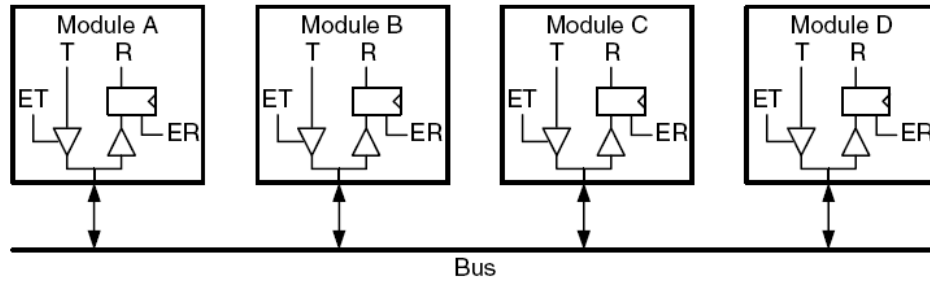 Module A
T R
ET
ER
Module B
T R
ET
ER
Module C
T R
ET
ER
Module D
T R
ET
ER
Bus